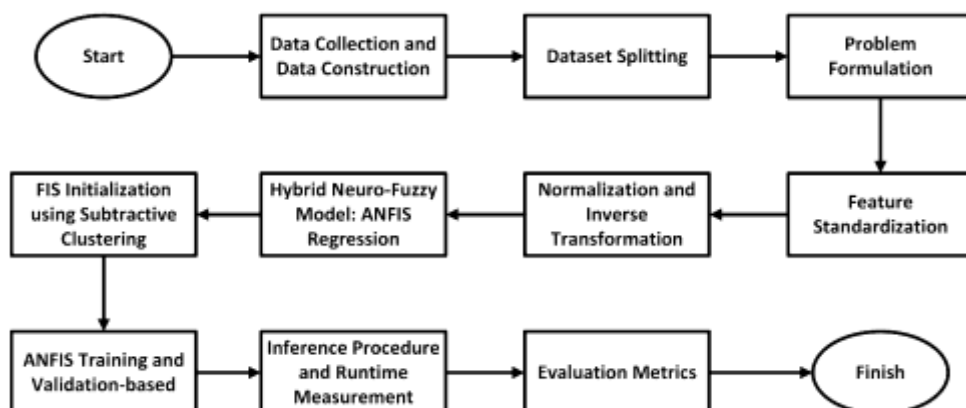 Start
Data Collection and
Data Construction
Dataset Splitting
Problem
Formulation
Feature
Standardization
Normalization and
Inverse
Transformation
Hybrid Neuro-Fuzzy
Model: ANFIS
Regression
FIS Initialization
using Subtractive
Clustering
ANFIS Training and
Validation-based
Inference Procedure
and Runtime
Measurement
Evaluation Metrics
Finish